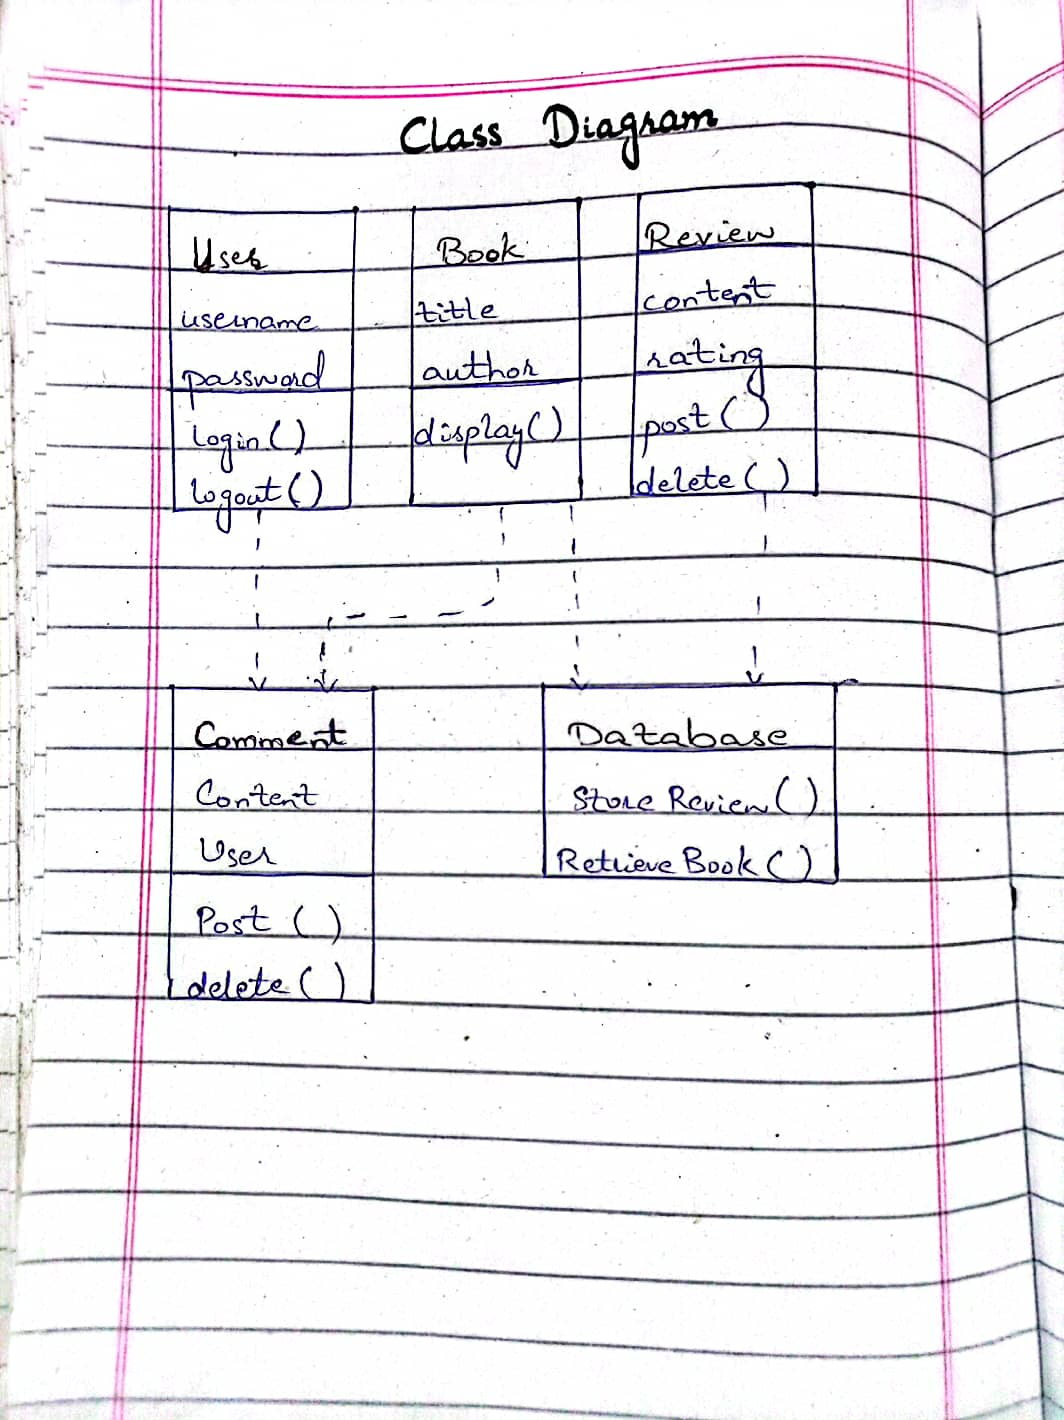 Class Diagram
User
username
password
login()
logout()
Book
title
author
display()
Review
content
rating
post()
delete()
Comment
Content
User
Post ()
delete()
Database
Store Review()
Retrieve Book()